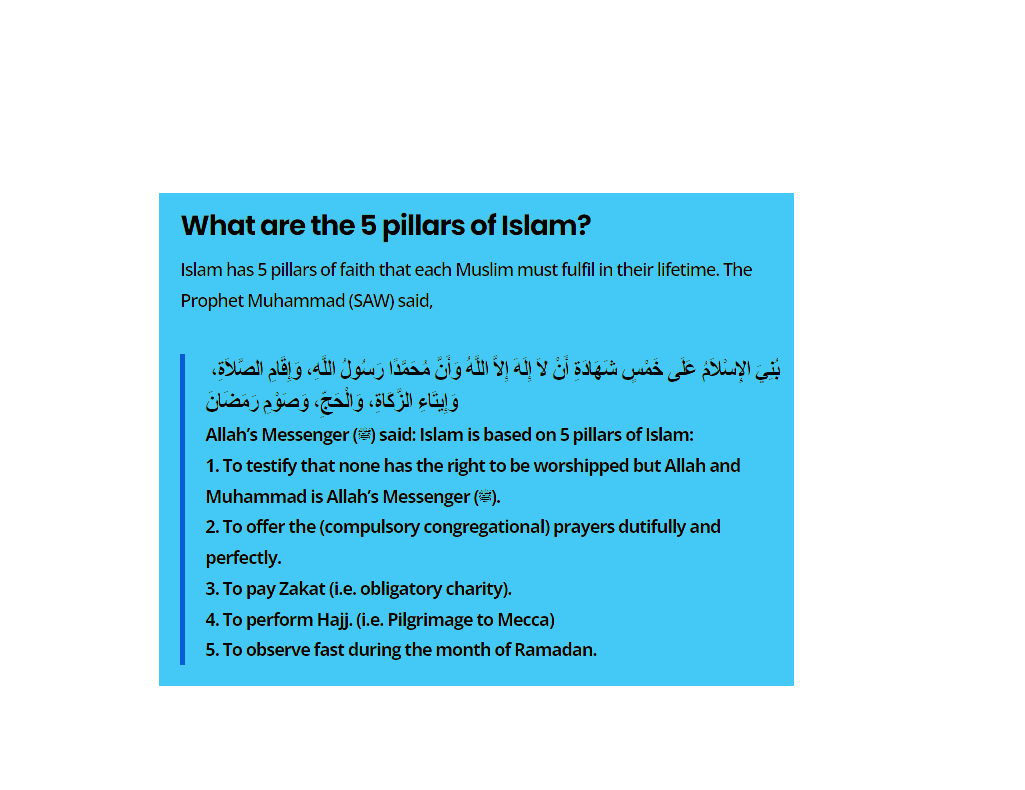 What are the 5 pillars of Islam?
Islam has 5 pillars of faith that each Muslim must fulfil in their lifetime. The
Prophet Muhammad (SAW) said,
بُنِيَ الإِسْلاَمُ عَلَى خَمْسٍ شَهَادَةِ أَنْ لاَ إِلَهَ إِلاَّ اللَّهُ وَأَنَّ مُحَمَّدًا رَسُولُ اللَّهِ، وَإِقَامِ الصَّلاَةِ،
وَإِيتَاءِ الزَّكَاةِ، وَالْحَجِّ، وَصَوْمِ رَمَضَانَ
Allah’s Messenger (ﷺ) said: Islam is based on 5 pillars of Islam:
1. To testify that none has the right to be worshipped but Allah and
Muhammad is Allah’s Messenger (ﷺ).
2. To offer the (compulsory congregational) prayers dutifully and
perfectly.
3. To pay Zakat (i.e. obligatory charity).
4. To perform Hajj. (i.e. Pilgrimage to Mecca)
5. To observe fast during the month of Ramadan.